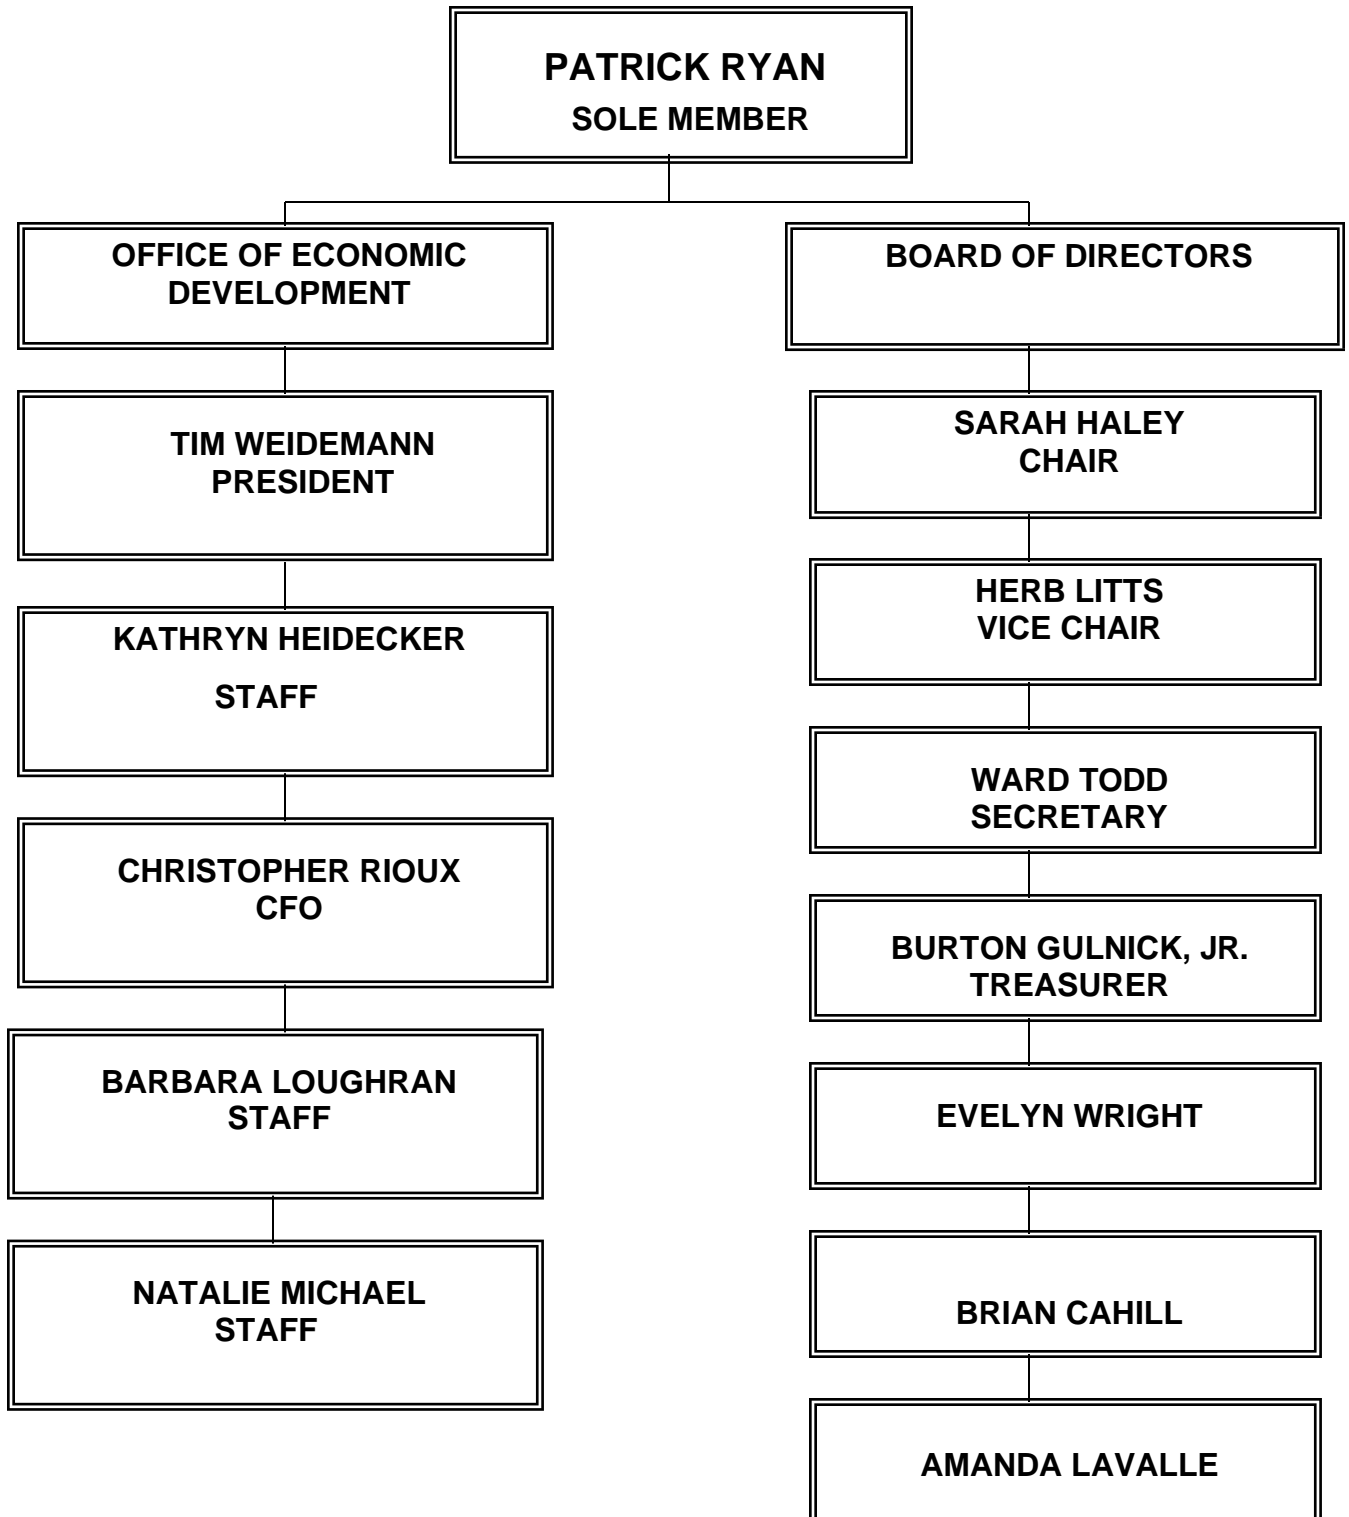 PATRICK RYAN
SOLE MEMBER
OFFICE OF ECONOMIC
DEVELOPMENT
TIM WEIDEMANN
PRESIDENT
KATHRYN HEIDECKER
STAFF
CHRISTOPHER RIOUX
CFO
BARBARA LOUGHRAN
STAFF
NATALIE MICHAEL
STAFF
BOARD OF DIRECTORS
SARAH HALEY
CHAIR
HERB LITTS
VICE CHAIR
WARD TODD
SECRETARY
BURTON GULNICK, JR.
TREASURER
EVELYN WRIGHT
BRIAN CAHILL
AMANDA LAVALLE